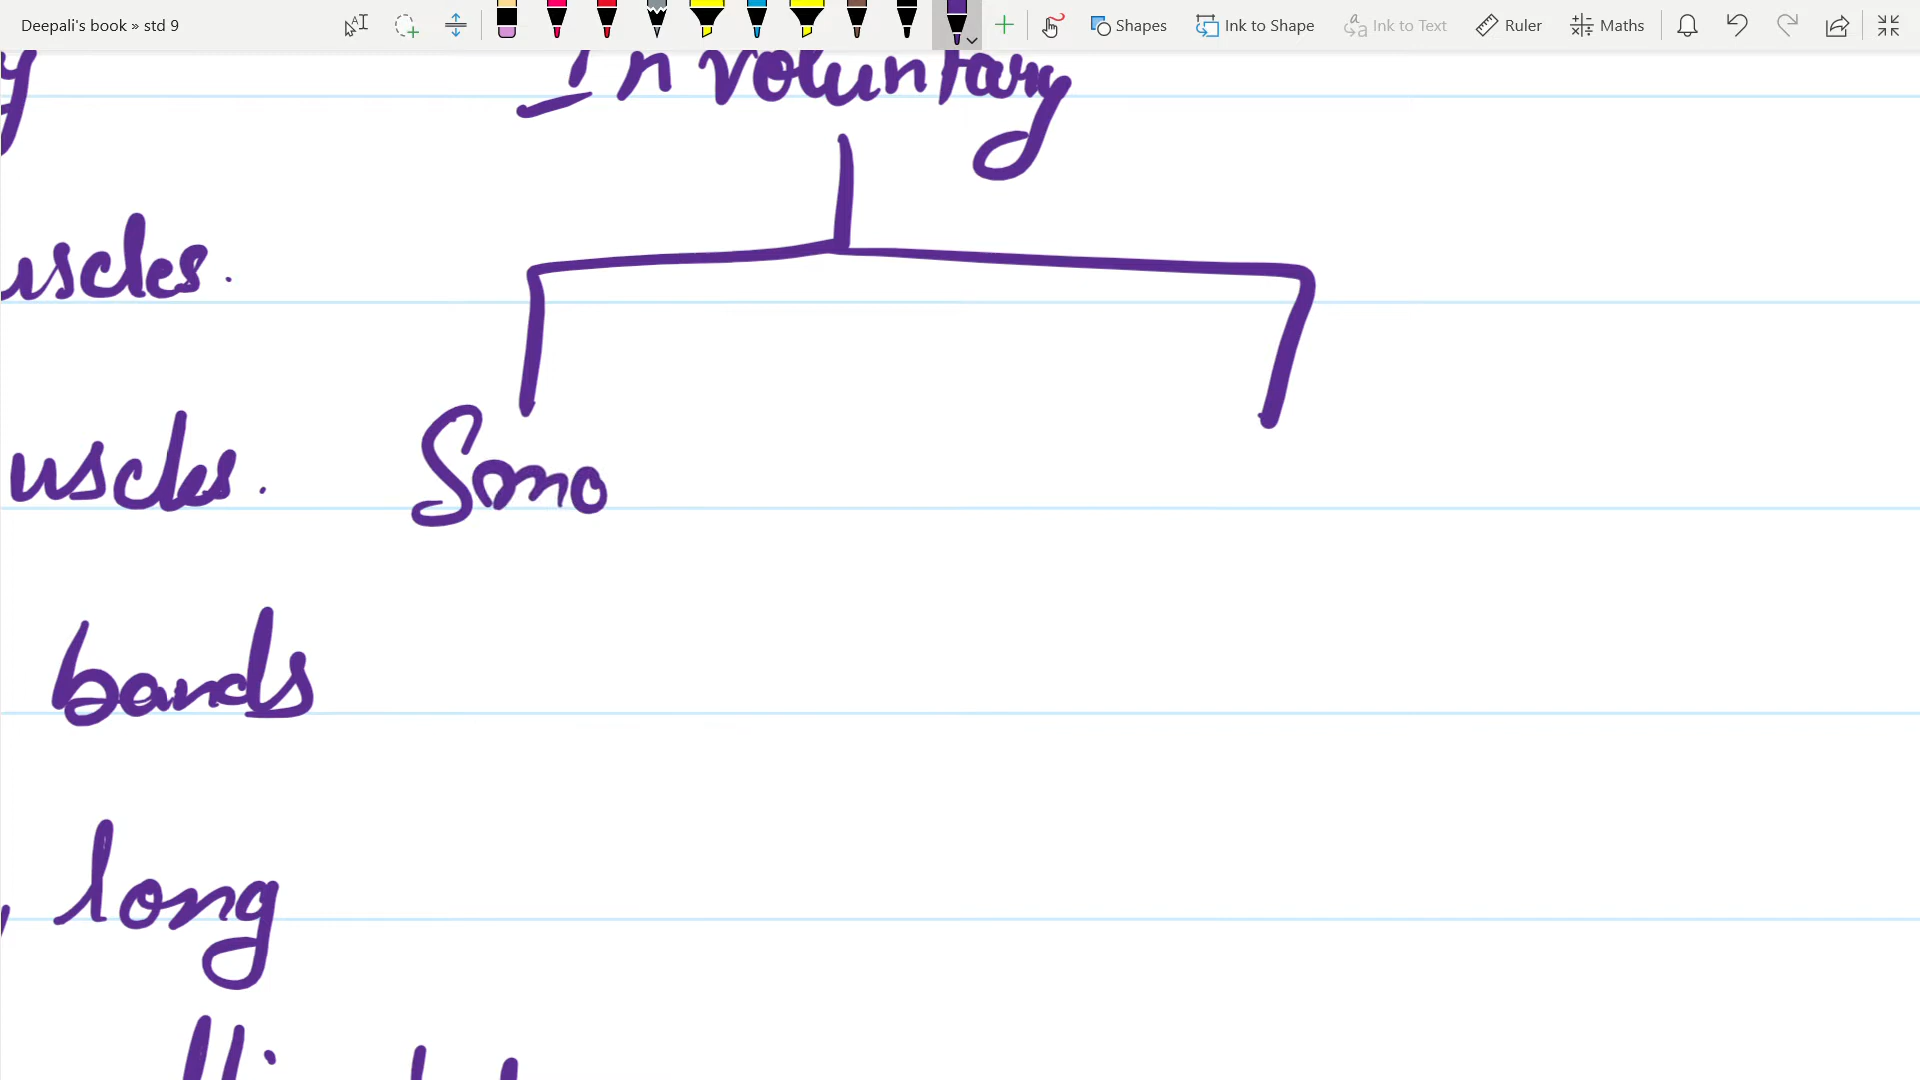 Deepali's book » std 9 Shapes Ink to Shape Ink to Text Ruler Maths
y Involuntary
uscles.
uscles. Smo
bands
long